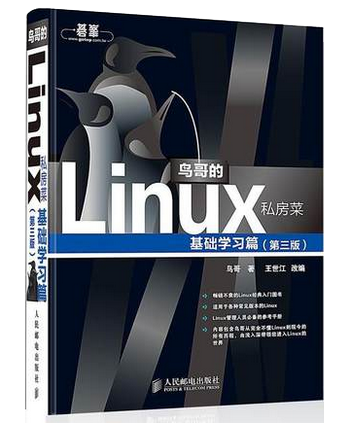 碁峯
www.gotop.com.tw
鸟哥的
Linux
私房菜
基础学习篇(第三版)
鸟哥 著 王世江 改编
畅销不衰的Linux经典入门图书
适用于各种常见版本的Linux
Linux管理人员必备的参考手册
内容包含鸟哥从完全不懂Linux到现今的
所有历程,由浅入深带领您进入Linux的
世界
人民邮电出版社
POSTS & TELECOM PRESS
鸟哥的
Linux
私房菜
基础学习篇
(第三版)
人民邮电出版社